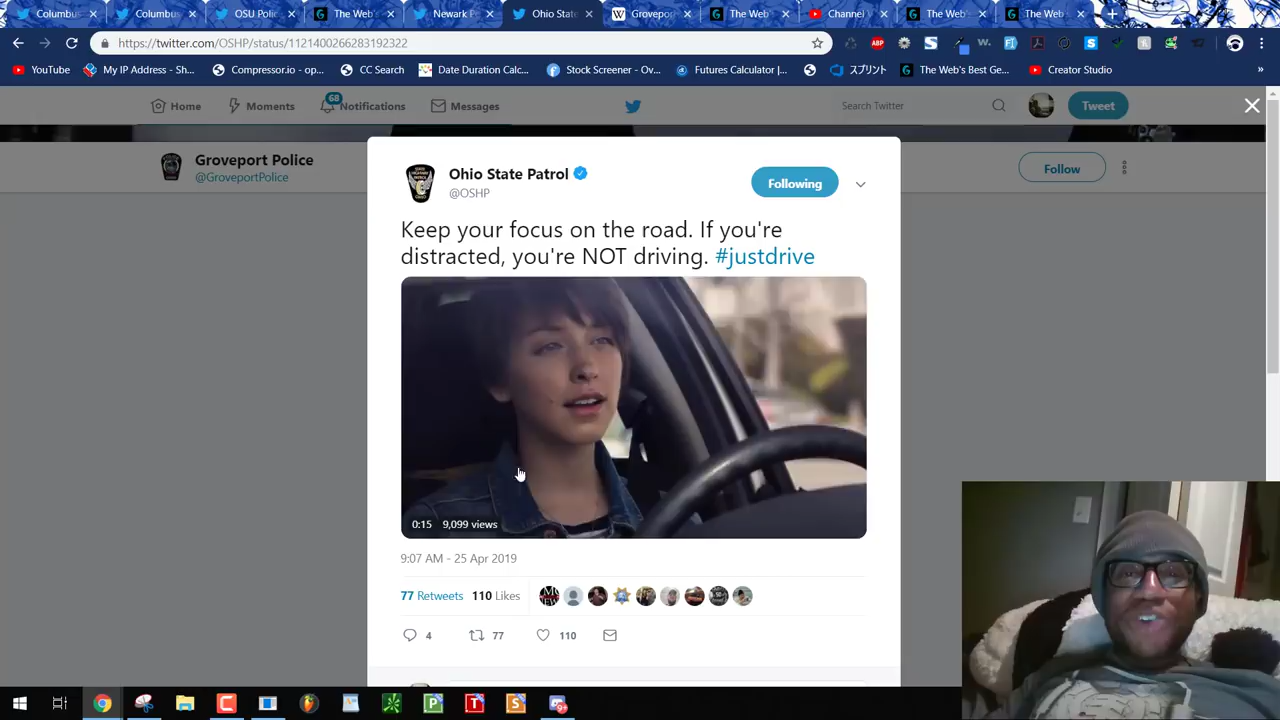 Columbus
Columbus
OSU Polic
The Web's
Newark P
Ohio Stat
Grovepor
The Web'
Channel V
The Web'
The Web'
https://twitter.com/OSHP/status/1121400266283192322
ABP
YouTube
My IP Address - Sh...
Compressor.io - op...
CC Search
Date Duration Calc...
Stock Screener - Ov...
Futures Calculator |...
スプリント
The Web's Best Ge...
Creator Studio
»
Home
Moments
68
Notifications
Messages
Search Twitter
Tweet
Groveport Police
@GroveportPolice
Follow
Ohio State Patrol
@OSHP
Following
Keep your focus on the road. If you're
distracted, you're NOT driving. #justdrive
0:15 9,099 views
9:07 AM - 25 Apr 2019
77 Retweets 110 Likes
4 77 110